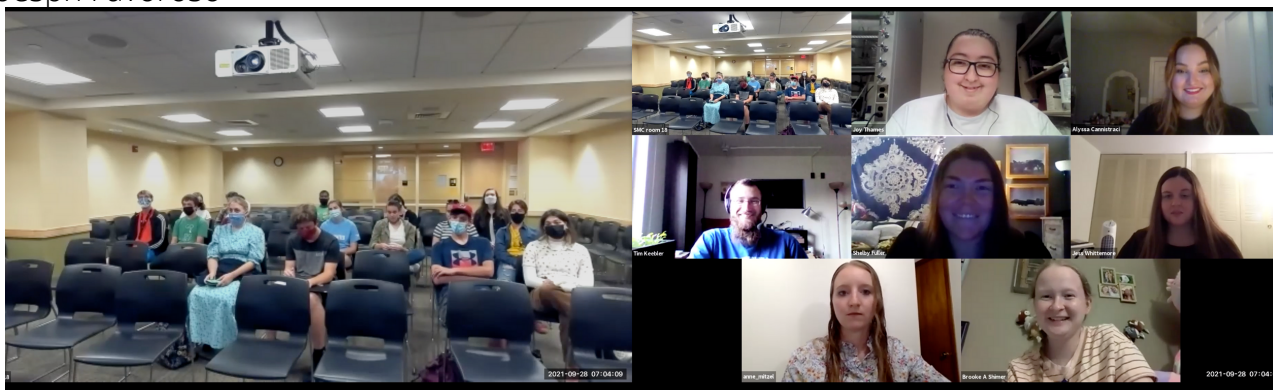 SMC room 18
Joy Thames
Alyssa Cannistraci
Tim Keebler
Shelby Fuller,
Jess Whittemore
anne_mitzel
Brooke A Shimer
2021-09-28 07:04:09
2021-09-28 07:04: